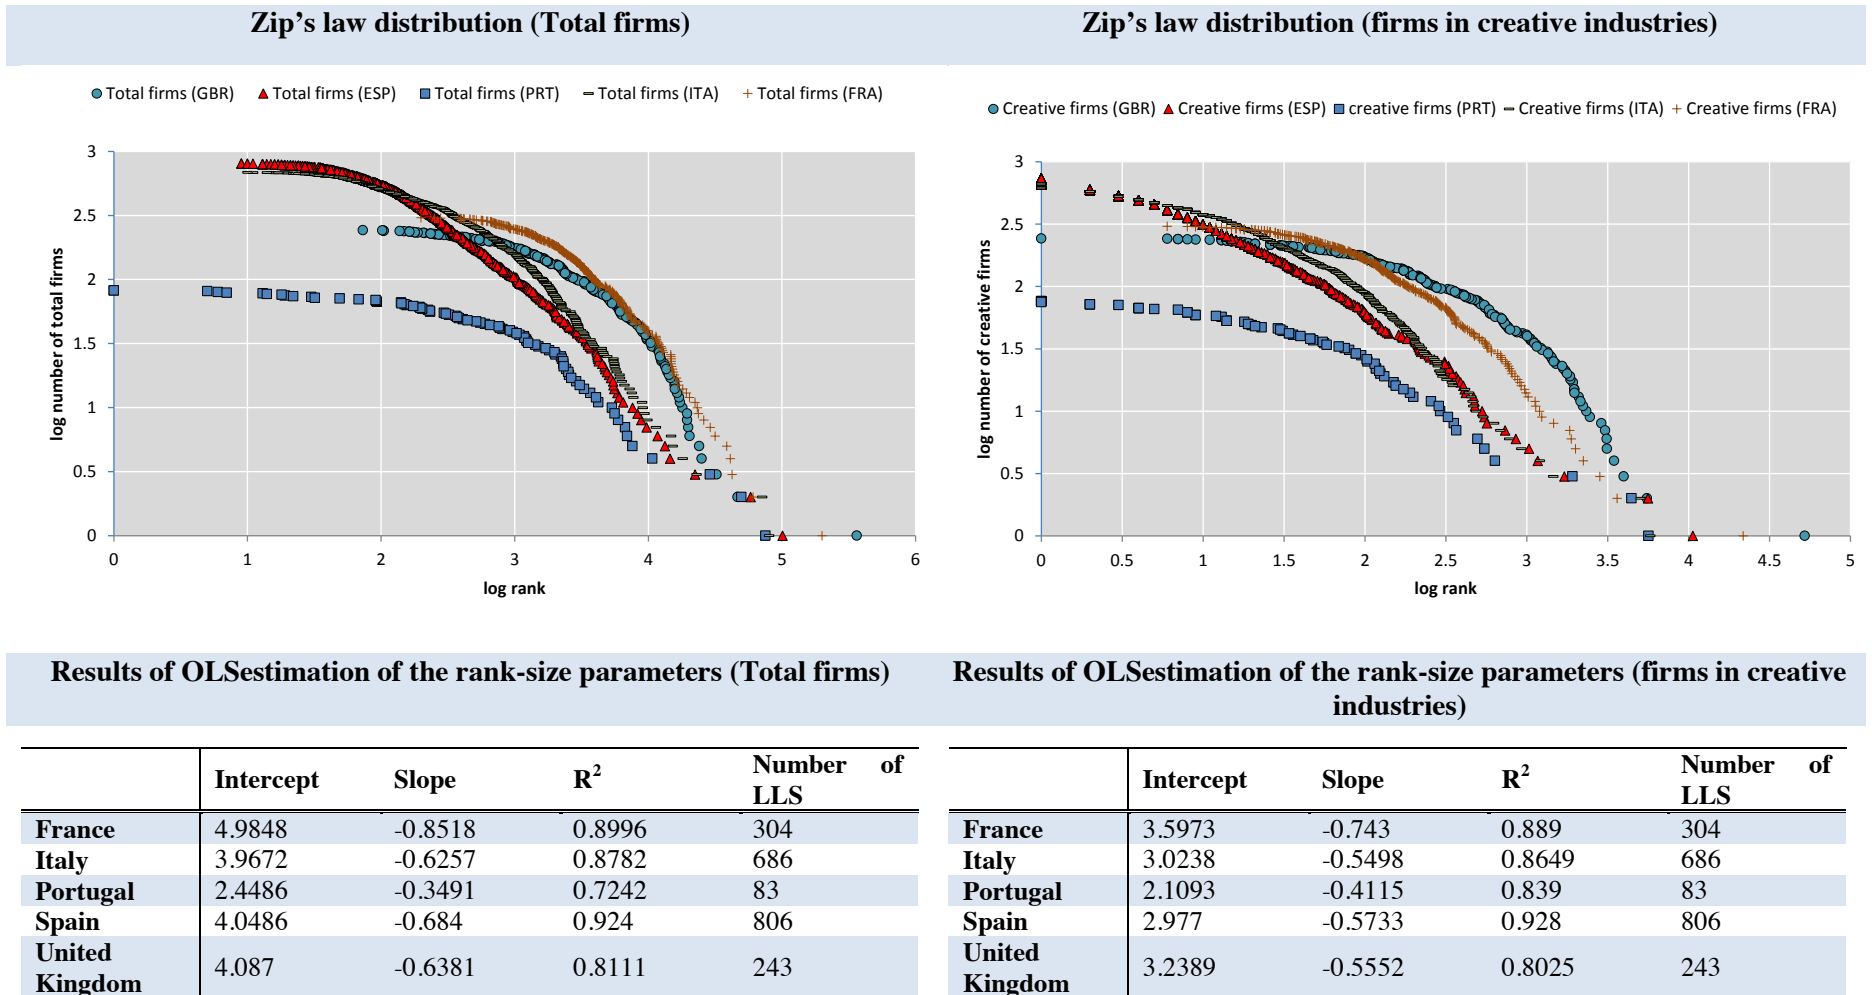 Zip’s law distribution (Total firms)
Total firms (GBR) Total firms (ESP) Total firms (PRT) Total firms (ITA) Total firms (FRA)
3
2.5
2
1.5
1
0.5
0
log number of total firms
0 1 2 3 4 5 6
log rank
Zip’s law distribution (firms in creative industries)
Creative firms (GBR) Creative firms (ESP) creative firms (PRT) Creative firms (ITA) Creative firms (FRA)
3
2.5
2
1.5
1
0.5
0
log number of creative firms
0 0.5 1 1.5 2 2.5 3 3.5 4 4.5 5
log rank
Results of OLSestimation of the rank-size parameters (Total firms)
Intercept Slope R² Number of
LLS
France 4.9848 -0.8518 0.8996 304
Italy 3.9672 -0.6257 0.8782 686
Portugal 2.4486 -0.3491 0.7242 83
Spain 4.0486 -0.684 0.924 806
United
Kingdom 4.087 -0.6381 0.8111 243
Results of OLSestimation of the rank-size parameters (firms in creative
industries)
Intercept Slope R² Number of
LLS
France 3.5973 -0.743 0.889 304
Italy 3.0238 -0.5498 0.8649 686
Portugal 2.1093 -0.4115 0.839 83
Spain 2.977 -0.5733 0.928 806
United
Kingdom 3.2389 -0.5552 0.8025 243